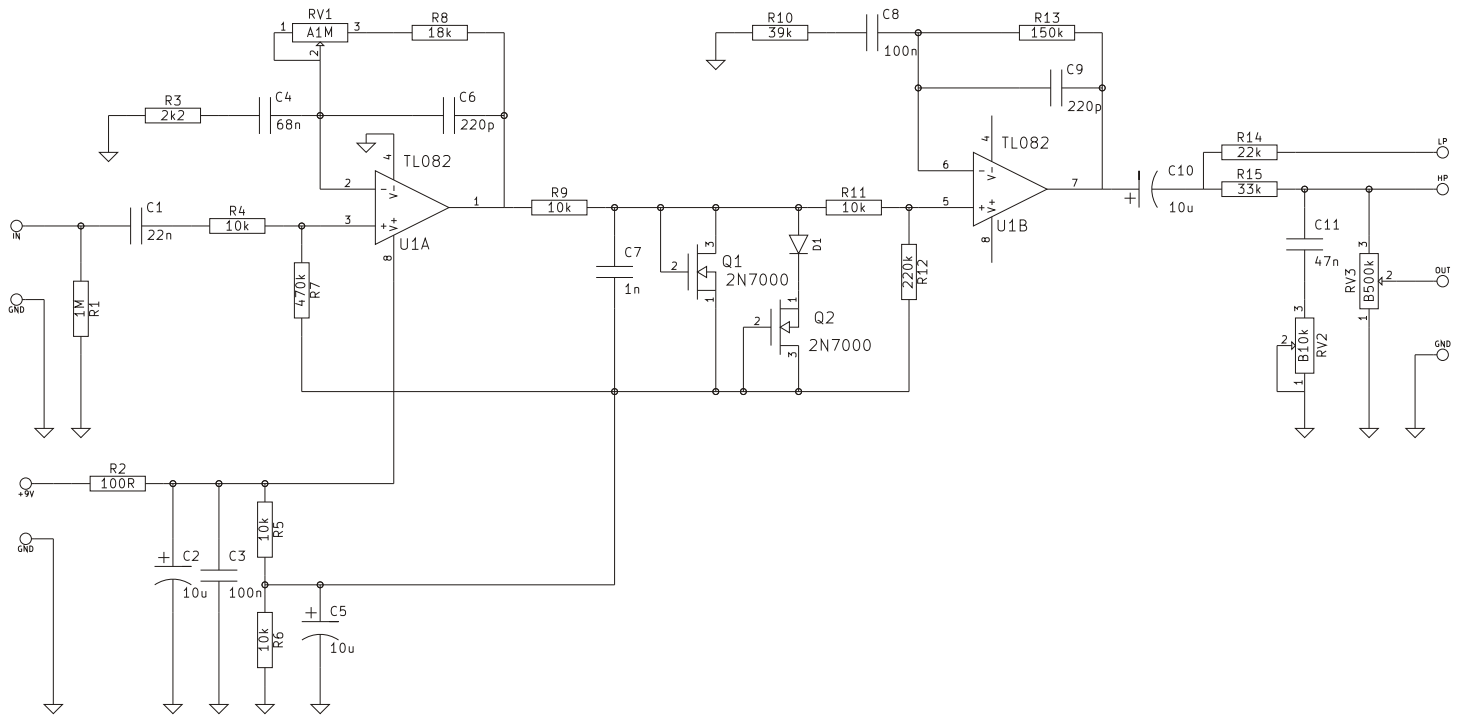 RV1
1 A1M 3
2
R8
18k
R10
39k
C8
100n
R13
150k
C9
220p
R3
2k2
C4
68n
C6
220p
TL082
4
V-
-
2
3
+
V+
1
8
U1A
TL082
4
V-
-
6
5
+
V+
7
8
U1B
IN
C1
22n
R4
10k
R9
10k
R11
10k
C10
+
10u
R14
22k
R15
33k
LP
HP
OUT
GND
GND
1M
R1
470k
R7
C7
1n
Q1
2N7000
3
2
1
D1
Q2
2N7000
1
2
3
220k
R12
C11
47n
RV3
B500k
3
2
1
RV2
B10k
3
2
1
R2
100R
+9V
GND
+
C2
10u
C3
100n
10k
R5
10k
R6
+
C5
10u